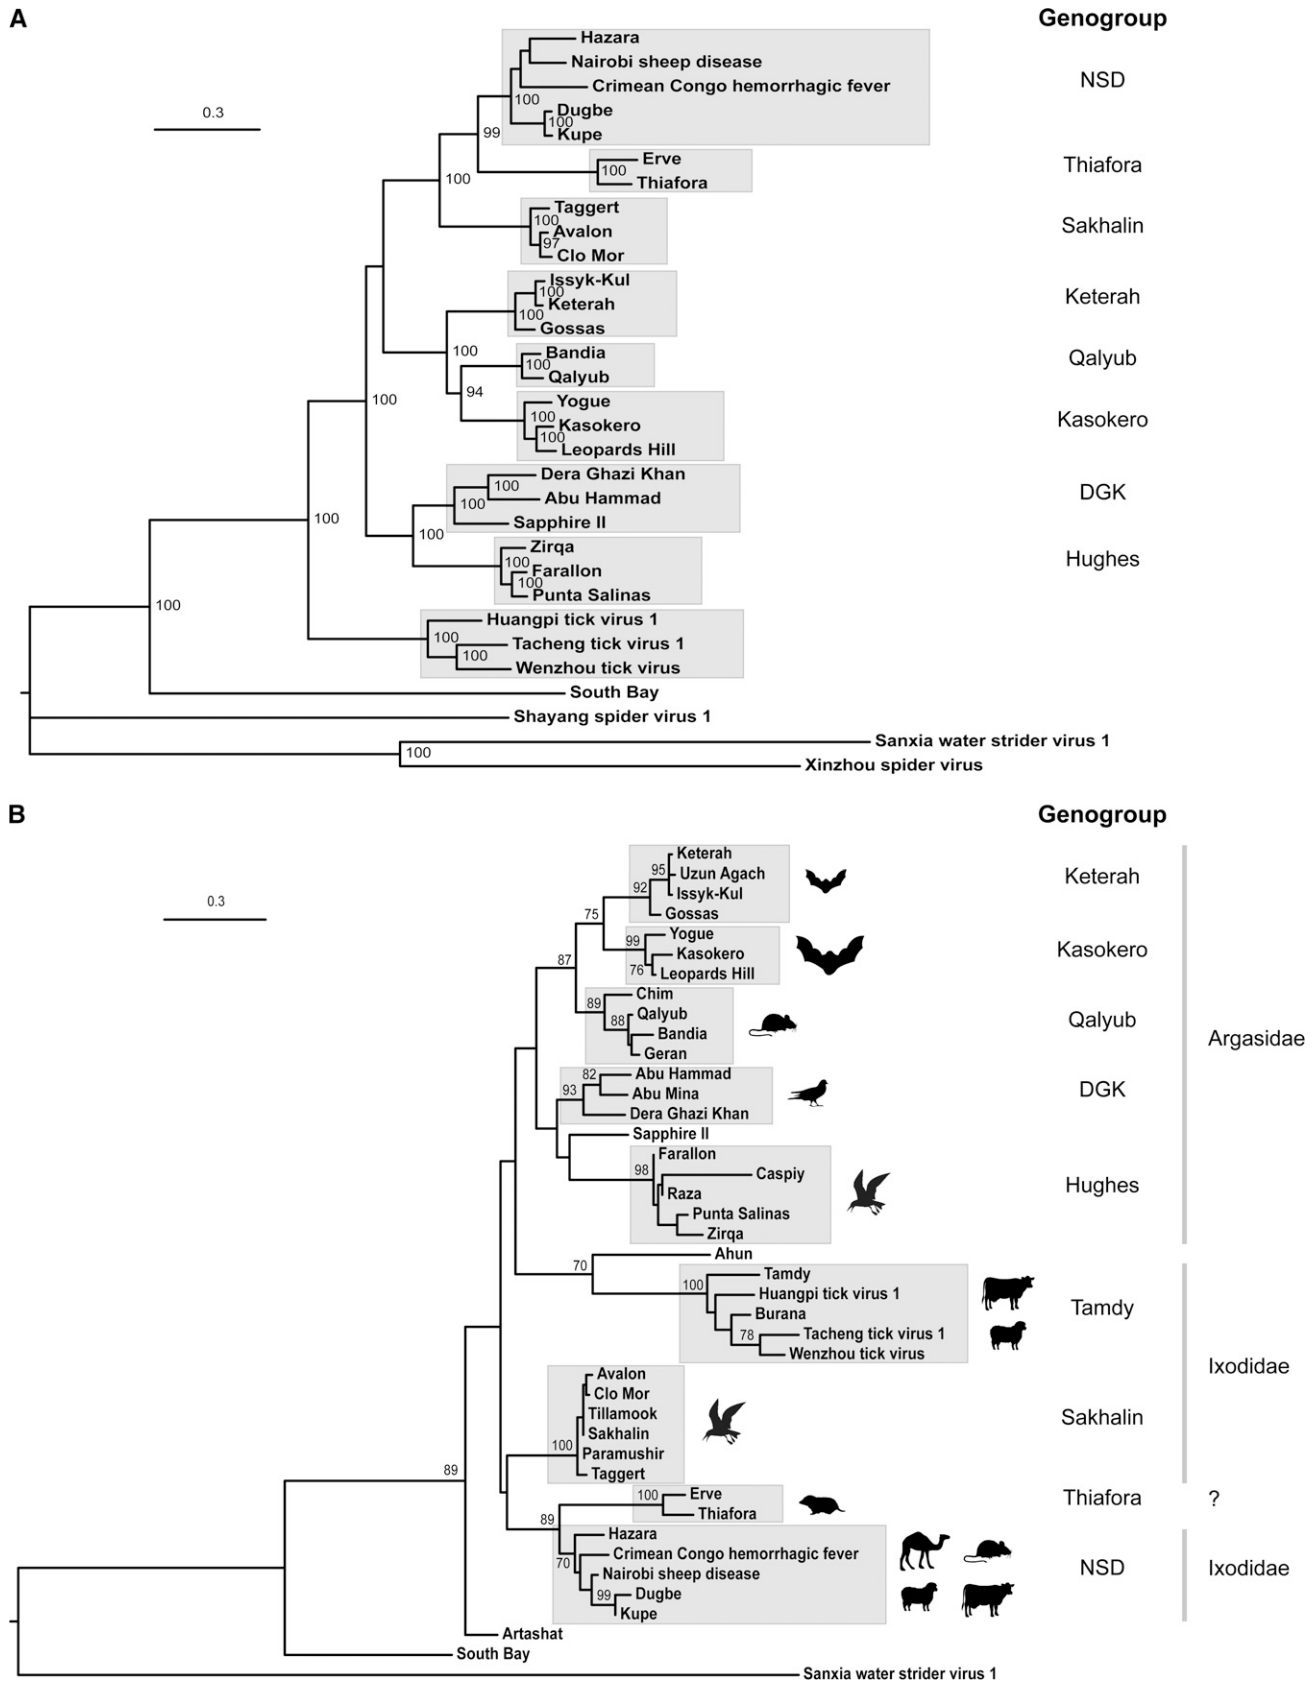 A
Genogroup
0.3
Hazara
Nairobi sheep disease
NSD
Crimean Congo hemorrhagic fever
100
Dugbe
100
Kupe
99
Erve
Thiafora
100
Thiafora
100
Taggert
100
Avalon
Sakhalin
97
Clo Mor
Issyk-Kul
100
Keterah
Keterah
100
Gossas
100
Bandia
Qalyub
100
Qalyub
94
Yogue
100
Kasokero
Kasokero
100
Leopards Hill
100
Dera Ghazi Khan
100
Abu Hammad
DGK
100
Sapphire II
100
Zirqa
Hughes
100
Farallon
100
Punta Salinas
100
Huangpi tick virus 1
100
Tacheng tick virus 1
100
Wenzhou tick virus
100
South Bay
Shayang spider virus 1
Sanxia water strider virus 1
100
Xinzhou spider virus
B
Genogroup
0.3
Keterah
95
Uzun Agach
Keterah
92
Issyk-Kul
75
Gossas
Yogue
99
Kasokero
Kasokero
76
Leopards Hill
87
Chim
89
Qalyub
Qalyub
88
Bandia
Geran
Argasidae
Abu Hammad
82
DGK
93
Abu Mina
Dera Ghazi Khan
Sapphire II
Farallon
98
Caspiy
Hughes
Raza
Punta Salinas
Zirqa
Ahun
70
Tamdy
100
Huangpi tick virus 1
Tamdy
Burana
78
Tacheng tick virus 1
Wenzhou tick virus
Ixodidae
Avalon
Clo Mor
Tillamook
Sakhalin
Sakhalin
100
Paramushir
Taggert
89
Erve
100
Thiafora
?
Thiafora
89
Hazara
70
Crimean Congo hemorrhagic fever
NSD
Ixodidae
Nairobi sheep disease
99
Dugbe
Kupe
Artashat
South Bay
Sanxia water strider virus 1